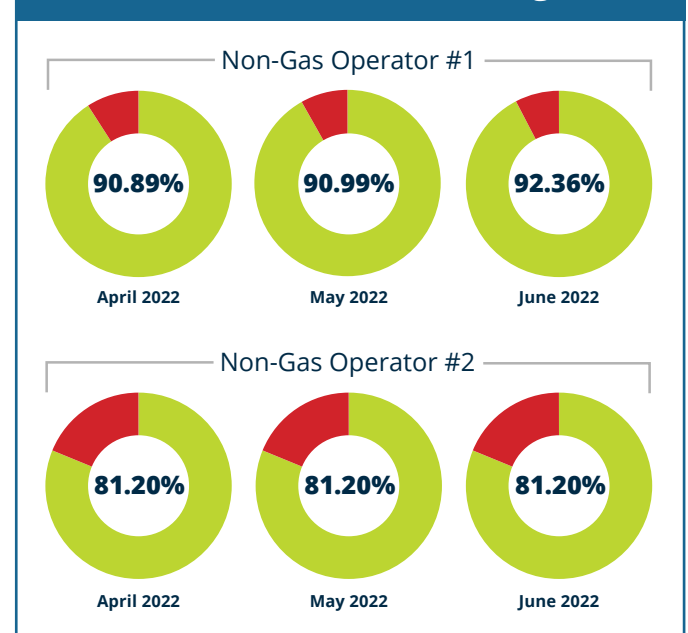 Non-Gas Operator #1
90.89% 90.99% 92.36%
April 2022 May 2022 June 2022
Non-Gas Operator #2
81.20% 81.20% 81.20%
April 2022 May 2022 June 2022